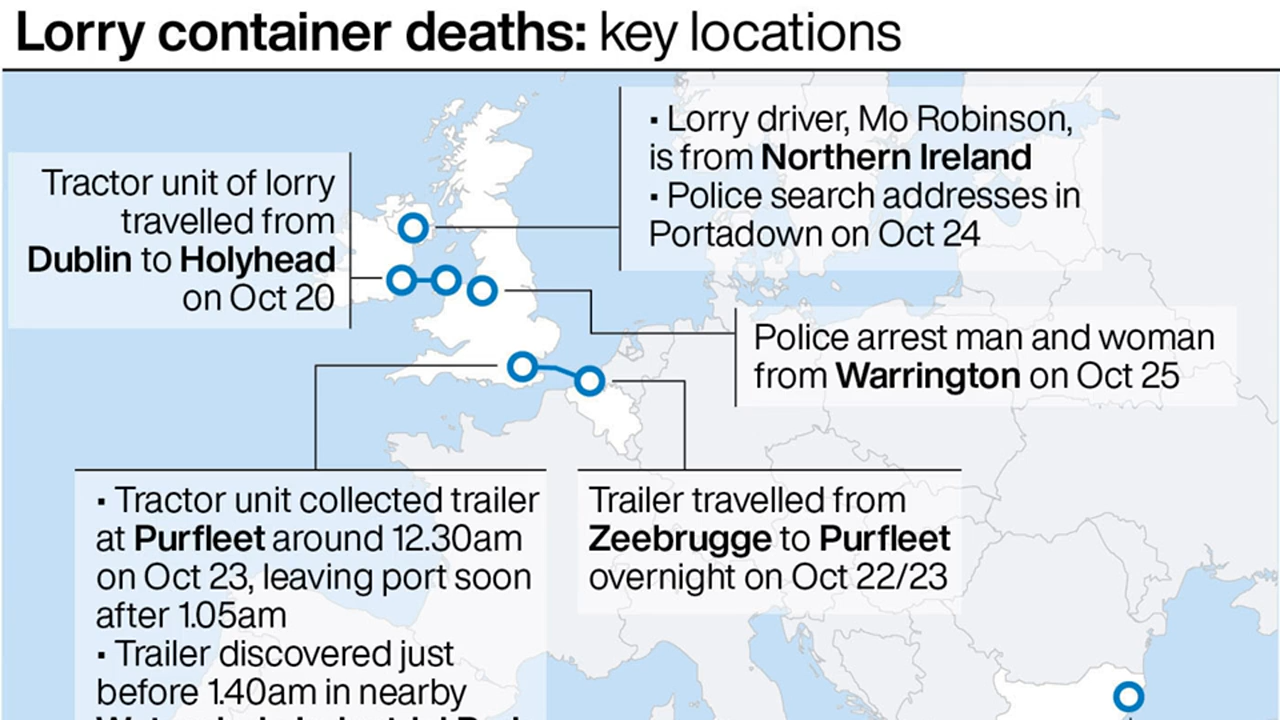 Lorry container deaths: key locations
▪ Lorry driver, Mo Robinson,
is from Northern Ireland
▪ Police search addresses in
Portadown on Oct 24
Tractor unit of lorry
travelled from
Dublin to Holyhead
on Oct 20
Police arrest man and woman
from Warrington on Oct 25
▪ Tractor unit collected trailer
at Purfleet around 12.30am
on Oct 23, leaving port soon
after 1.05am
▪ Trailer discovered just
before 1.40am in nearby
Trailer travelled from
Zeebrugge to Purfleet
overnight on Oct 22/23